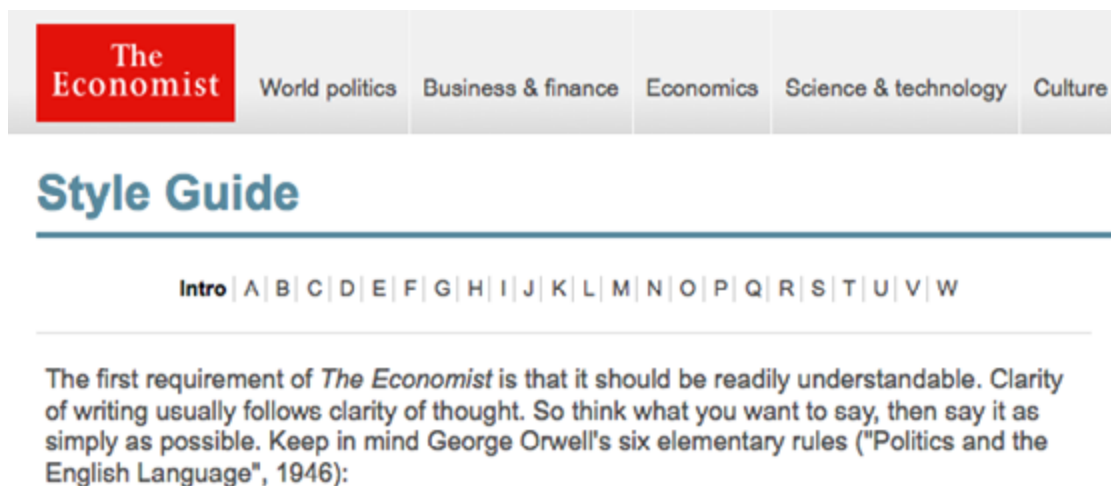 The
Economist
World politics
Business & finance
Economics
Science & technology
Culture
Style Guide
Intro | A | B | C | D | E | F | G | H | I | J | K | L | M | N | O | P | Q | R | S | T | U | V | W
The first requirement of The Economist is that it should be readily understandable. Clarity
of writing usually follows clarity of thought. So think what you want to say, then say it as
simply as possible. Keep in mind George Orwell's six elementary rules ("Politics and the
English Language", 1946):